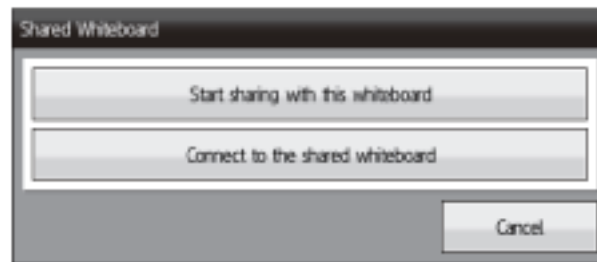 Shared Whiteboard
Start sharing with this whiteboard
Connect to the shared whiteboard
Cancel